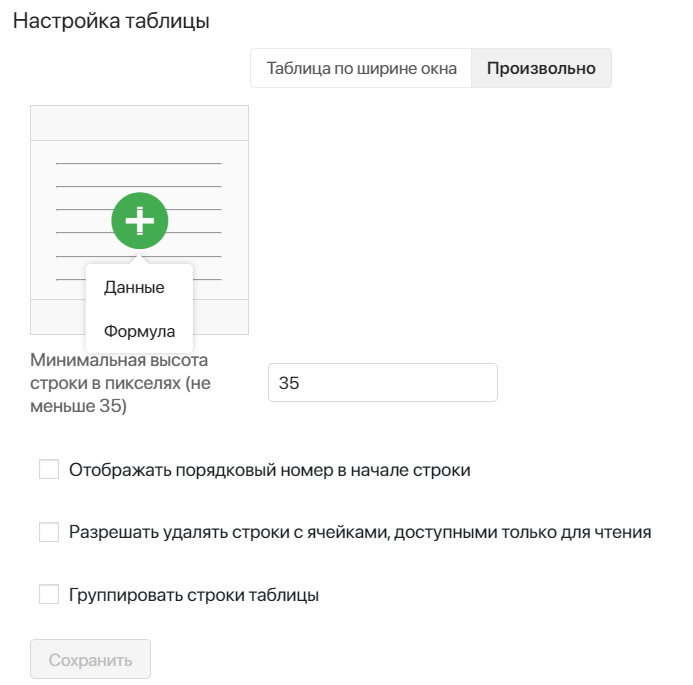 Настройка таблицы
Таблица по ширине окна
Произвольно
Данные
Формула
Минимальная высота
строки в пикселях (не
меньше 35)
35
Отображать порядковый номер в начале строки
Разрешать удалять строки с ячейками, доступными только для чтения
Группировать строки таблицы
Сохранить